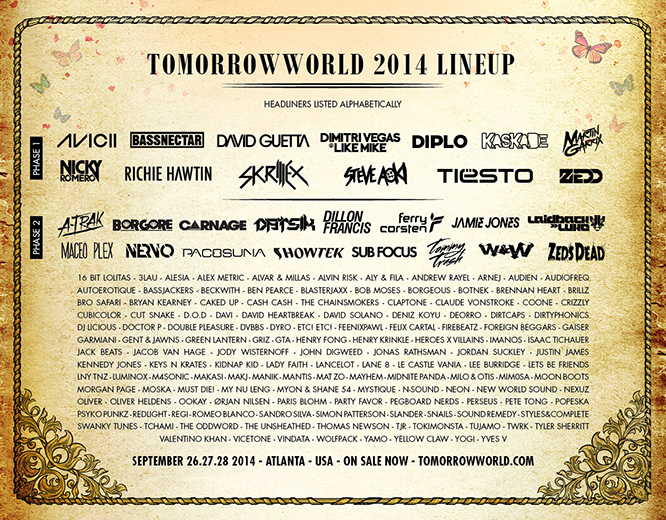 TOMORROWWORLD 2014 LINEUP
HEADLINERS LISTED ALPHABETICALLY
PHASE 1
AVICII BASSNECTAR DAVID GUETTA DIMITRI VEGAS & LIKE MIKE DIPLO KASKADE MARTIN GARRIX
NICKY ROMERO RICHIE HAWTIN SKRILLEX STEVE AOKI TIËSTO ZEDD
PHASE 2
A-TRAK BORGORE CARNAGE DATSIK DILLON FRANCIS ferry corsten JAMIE JONES LAIDBACK LUKE
MACEO PLEX NERVO PACOOSUNA SHOWTEK SUB FOCUS Tommy Trash W&W ZEDS DEAD
16 BIT LOLITAS - 3LAU - ALESIA - ALEX METRIC - ALVAR & MILLAS - ALVIN RISK - ALY & FILA - ANDREW RAYEL - ARNEJ - AUDIEN - AUDIOFREQ
AUTOEROTIQUE - BASSJACKERS - BECKWITH - BEN PEARCE - BLASTERJAXX - BOB MOSES - BORGEOUS - BOTNEK - BRENNAN HEART - BRILLZ
BRO SAFARI - BRYAN KEARNEY - CAKED UP - CASH CASH - THE CHAINSMOKERS - CLAPTONE - CLAUDE VONSTROKE - COONE - CRIZZLY
CUBICOLOR - CUT SNAKE - D.O.D - DAVI - DAVID HEARTBREAK - DAVID SOLANO - DENIZ KOYU - DEORRO - DIRTCAPS - DIRTYPHONICS
DJ LICIOUS - DOCTOR P - DOUBLE PLEASURE - DVBBS - DYRO - ETC! ETC! - FEENIXPAWL - FELIX CARTAL - FIREBEATZ - FOREIGN BEGGARS - GAISER
GARMIANI - GENT & JAWNS - GREEN LANTERN - GRIZ - GTA - HENRY FONG - HENRY KRINKLE - HEROES X VILLAINS - IMANOS - ISAAC TICHAUER
JACK BEATS - JACOB VAN HAGE - JODY WISTERNOFF - JOHN DIGWEED - JONAS RATHSMAN - JORDAN SUCKLEY - JUSTIN JAMES
KENNEDY JONES - KEYS N KRATES - KIDNAP KID - LADY FAITH - LANCELOT - LANE 8 - LE CASTLE VANIA - LEE BURRIDGE - LETS BE FRIENDS
LNY TNZ - LUMINOX - M4SONIC - MAKASI - MAKJ - MANIK - MANTIS - MAT ZO - MAYHEM - MIDNITE PANDA - MILO & OTIS - MIMOSA - MOON BOOTS
MORGAN PAGE - MOSKA - MUST DIE! - MY NU LENG - MYON & SHANE 54 - MYSTIQUE - N-SOUND - NEON - NEW WORLD SOUND - NEXUZ
OLIVER - OLIVER HELDENS - OOKAY - ØRJAN NILSEN - PARIS BLOHM - PARTY FAVOR - PEGBOARD NERDS - PERSEUS - PETE TONG - POPESKA
PSYKO PUNKZ - REDLIGHT - REGI - ROMEO BLANCO - SANDRO SILVA - SIMON PATTERSON - SLANDER - SNAILS - SOUND REMEDY - STYLES&COMPLETE
SWANKY TUNES - TCHAMI - THE ODDWORD - THE UNSHEATHED - THOMAS NEWSON - TJR - TOKIMONSTA - TUJAMO - TWRK - TYLER SHERRITT
VALENTINO KHAN - VICETONE - VINDATA - WOLFPACK - YAMO - YELLOW CLAW - YOGI - YVES V
SEPTEMBER 26.27.28 2014 - ATLANTA - USA - ON SALE NOW - TOMORROWWORLD.COM